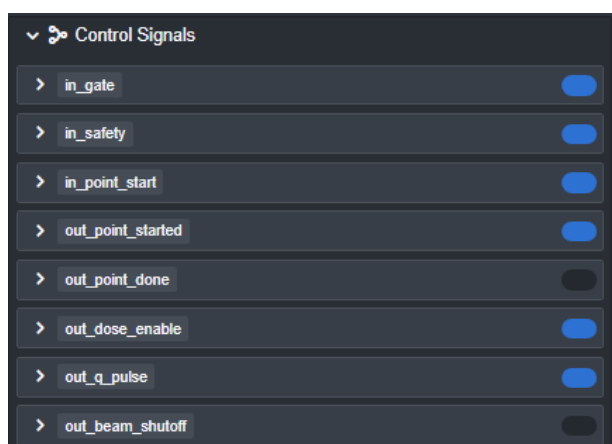 Control Signals
in_gate
in_safety
in_point_start
out_point_started
out_point_done
out_dose_enable
out_q_pulse
out_beam_shutoff